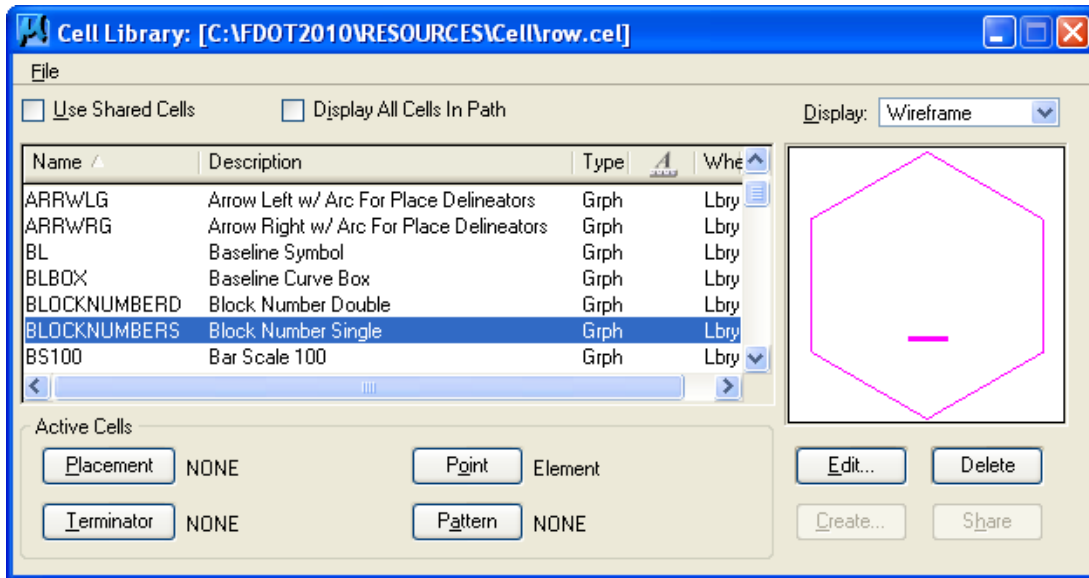 Cell Library: [C:\FDOT2010\RESOURCES\Cell\row.cel]
File
Use Shared Cells Display All Cells In Path Display: Wireframe
Name Description Type A Whe
ARRWLG Arrow Left w/ Arc For Place Delineators Grph Lbry
ARRWRG Arrow Right w/ Arc For Place Delineators Grph Lbry
BL Baseline Symbol Grph Lbry
BLBOX Baseline Curve Box Grph Lbry
BLOCKNUMBERD Block Number Double Grph Lbry
BLOCKNUMBERS Block Number Single Grph Lbry
BS100 Bar Scale 100 Grph Lbry
Active Cells
Placement NONE Point Element Edit... Delete
Terminator NONE Pattern NONE Create... Share